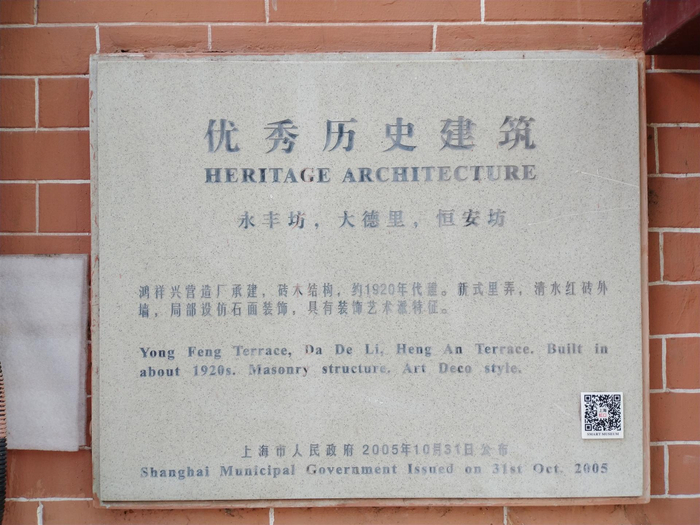 优秀历史建筑
HERITAGE ARCHITECTURE
永丰坊，大德里，恒安坊
鸿祥兴营造厂承建，砖木结构，约1920年代建。新式里弄，清水红砖外
墙，局部设仿石面装饰，具有装饰艺术派特征。
Yong Feng Terrace, Da De Li, Heng An Terrace. Built in
about 1920s. Masonry structure. Art Deco style.
上海市人民政府 2005年10月31日公布
Shanghai Municipal Government Issued on 31st Oct. 2005